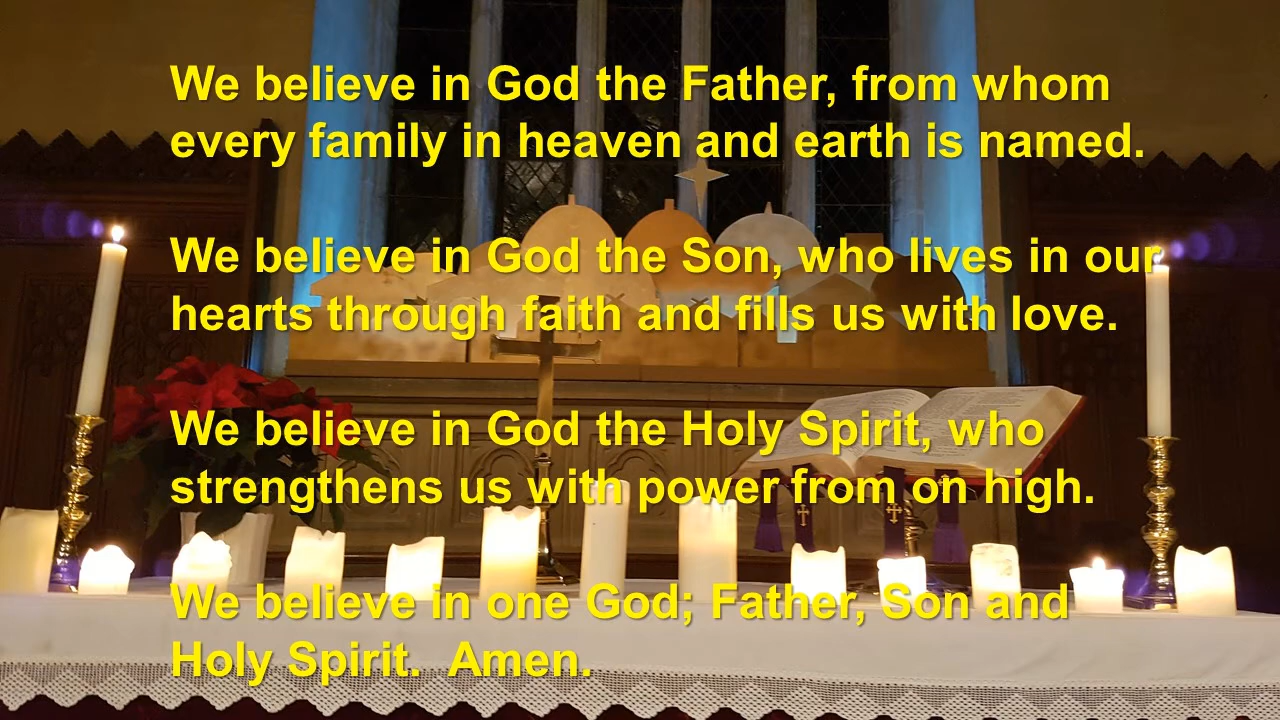 We believe in God the Father, from whom
every family in heaven and earth is named.
We believe in God the Son, who lives in our
hearts through faith and fills us with love.
We believe in God the Holy Spirit, who
strengthens us with power from on high.
We believe in one God; Father, Son and
Holy Spirit.  Amen.